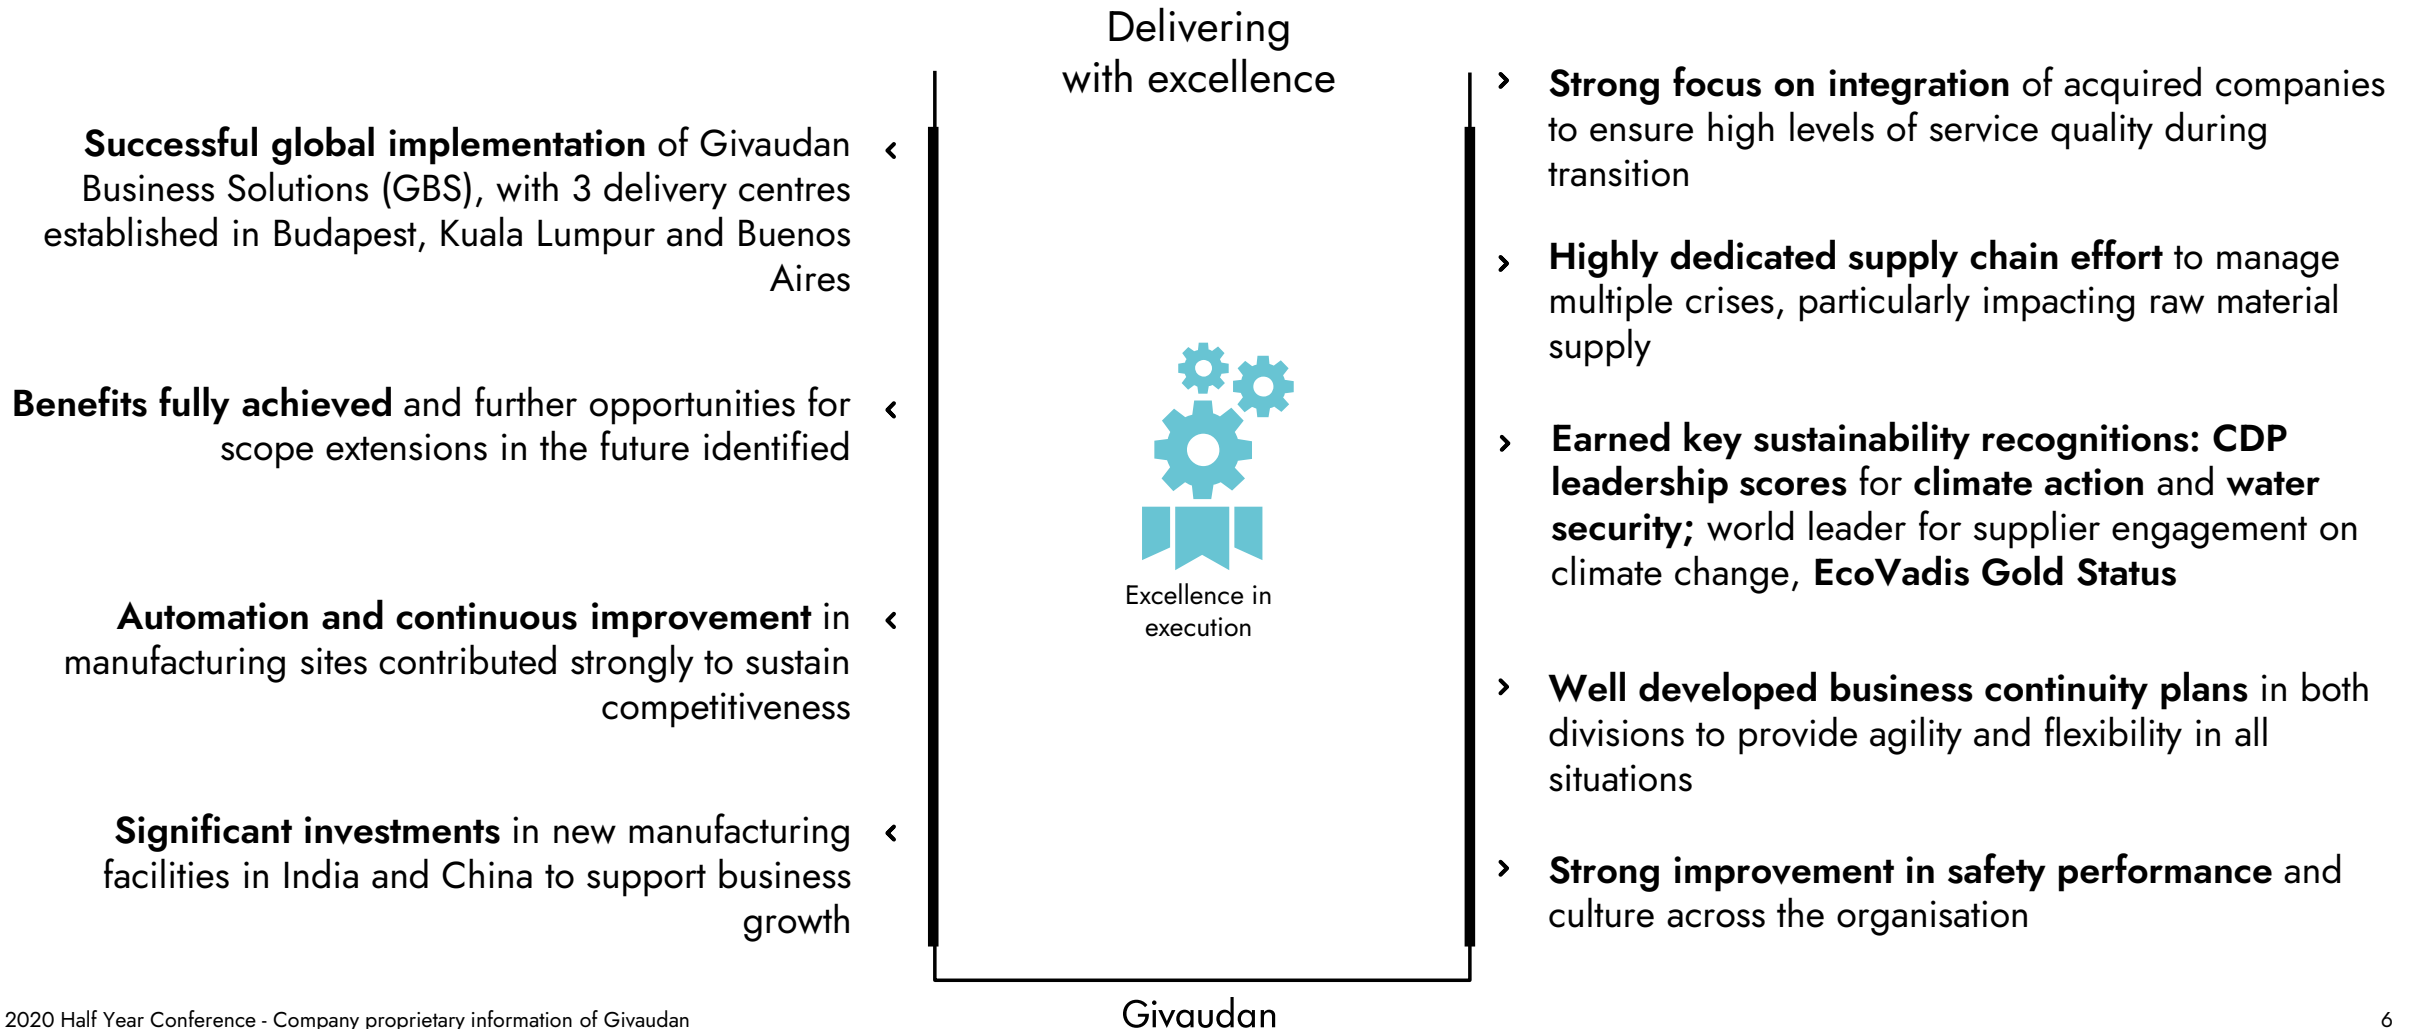 Delivering
with excellence
Successful global implementation of Givaudan
Business Solutions (GBS), with 3 delivery centres
established in Budapest, Kuala Lumpur and Buenos
Aires
Benefits fully achieved and further opportunities for
scope extensions in the future identified
Automation and continuous improvement in
manufacturing sites contributed strongly to sustain
competitiveness
Significant investments in new manufacturing
facilities in India and China to support business
growth
Excellence in
execution
Strong focus on integration of acquired companies
to ensure high levels of service quality during
transition
Highly dedicated supply chain effort to manage
multiple crises, particularly impacting raw material
supply
Earned key sustainability recognitions: CDP
leadership scores for climate action and water
security; world leader for supplier engagement on
climate change, EcoVadis Gold Status
Well developed business continuity plans in both
divisions to provide agility and flexibility in all
situations
Strong improvement in safety performance and
culture across the organisation
2020 Half Year Conference - Company proprietary information of Givaudan
Givaudan
6